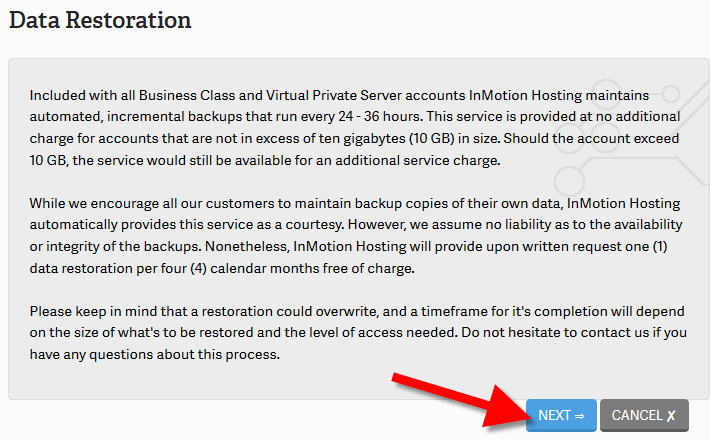 Data Restoration
Included with all Business Class and Virtual Private Server accounts InMotion Hosting maintains
automated, incremental backups that run every 24 - 36 hours. This service is provided at no additional
charge for accounts that are not in excess of ten gigabytes (10 GB) in size. Should the account exceed
10 GB, the service would still be available for an additional service charge.
While we encourage all our customers to maintain backup copies of their own data, InMotion Hosting
automatically provides this service as a courtesy. However, we assume no liability as to the availability
or integrity of the backups. Nonetheless, InMotion Hosting will provide upon written request one (1)
data restoration per four (4) calendar months free of charge.
Please keep in mind that a restoration could overwrite, and a timeframe for it's completion will depend
on the size of what's to be restored and the level of access needed. Do not hesitate to contact us if you
have any questions about this process.
NEXT ⇒ CANCEL ✗